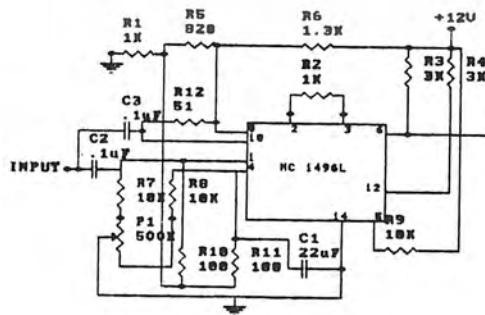 R1
1K
R5
820
R6
1.3K
+12V
R2
1K
R3
3K
R4
3K
C3
.1uF
R12
51
C2
.1uF
8
10
1
4
2
3
6
12
14
MC 1496L
INPUT
R7
10K
R8
10K
P1
500K
R9
10K
R10
100
R11
100
C1
22uF